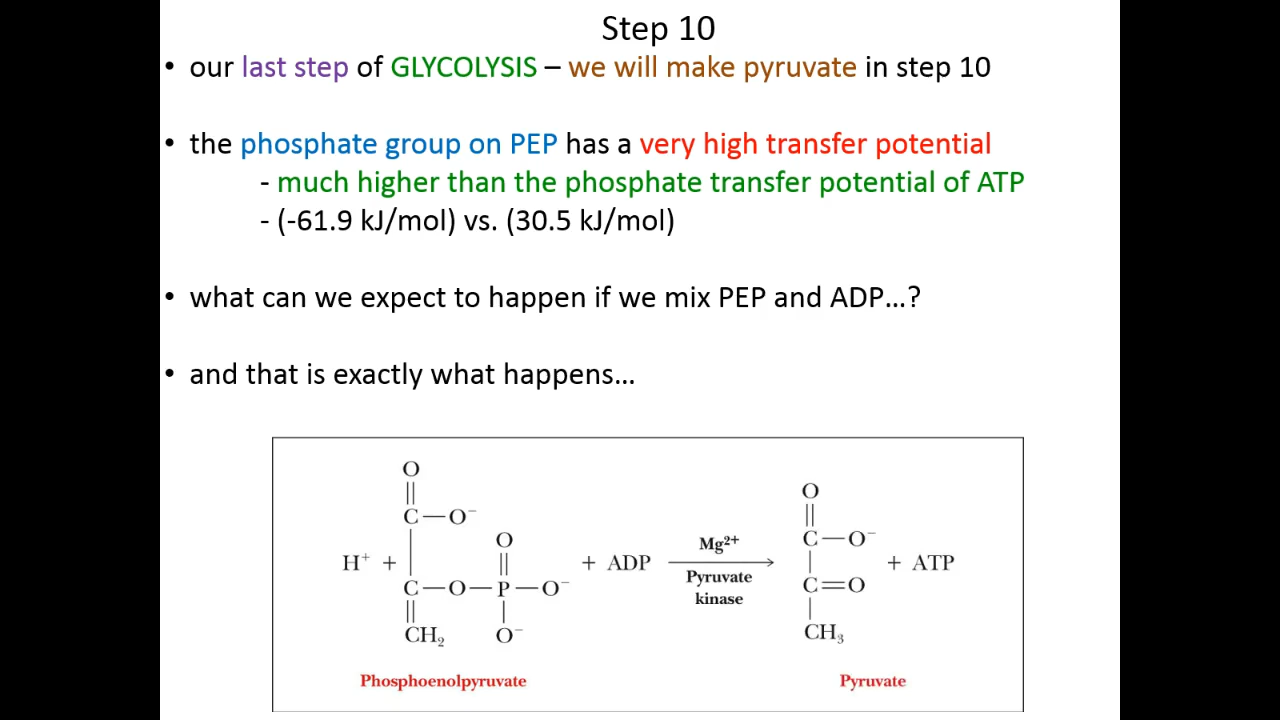 Step 10
• our last step of GLYCOLYSIS – we will make pyruvate in step 10
• the phosphate group on PEP has a very high transfer potential
- much higher than the phosphate transfer potential of ATP
- (-61.9 kJ/mol) vs. (30.5 kJ/mol)
• what can we expect to happen if we mix PEP and ADP…?
• and that is exactly what happens…
O
O
C—O⁻
O
Mg²⁺
C—O⁻
H⁺ +
+ ADP
+ ATP
Pyruvate
kinase
C—O—P—O⁻
C=O
CH₂
O⁻
CH₃
Phosphoenolpyruvate
Pyruvate